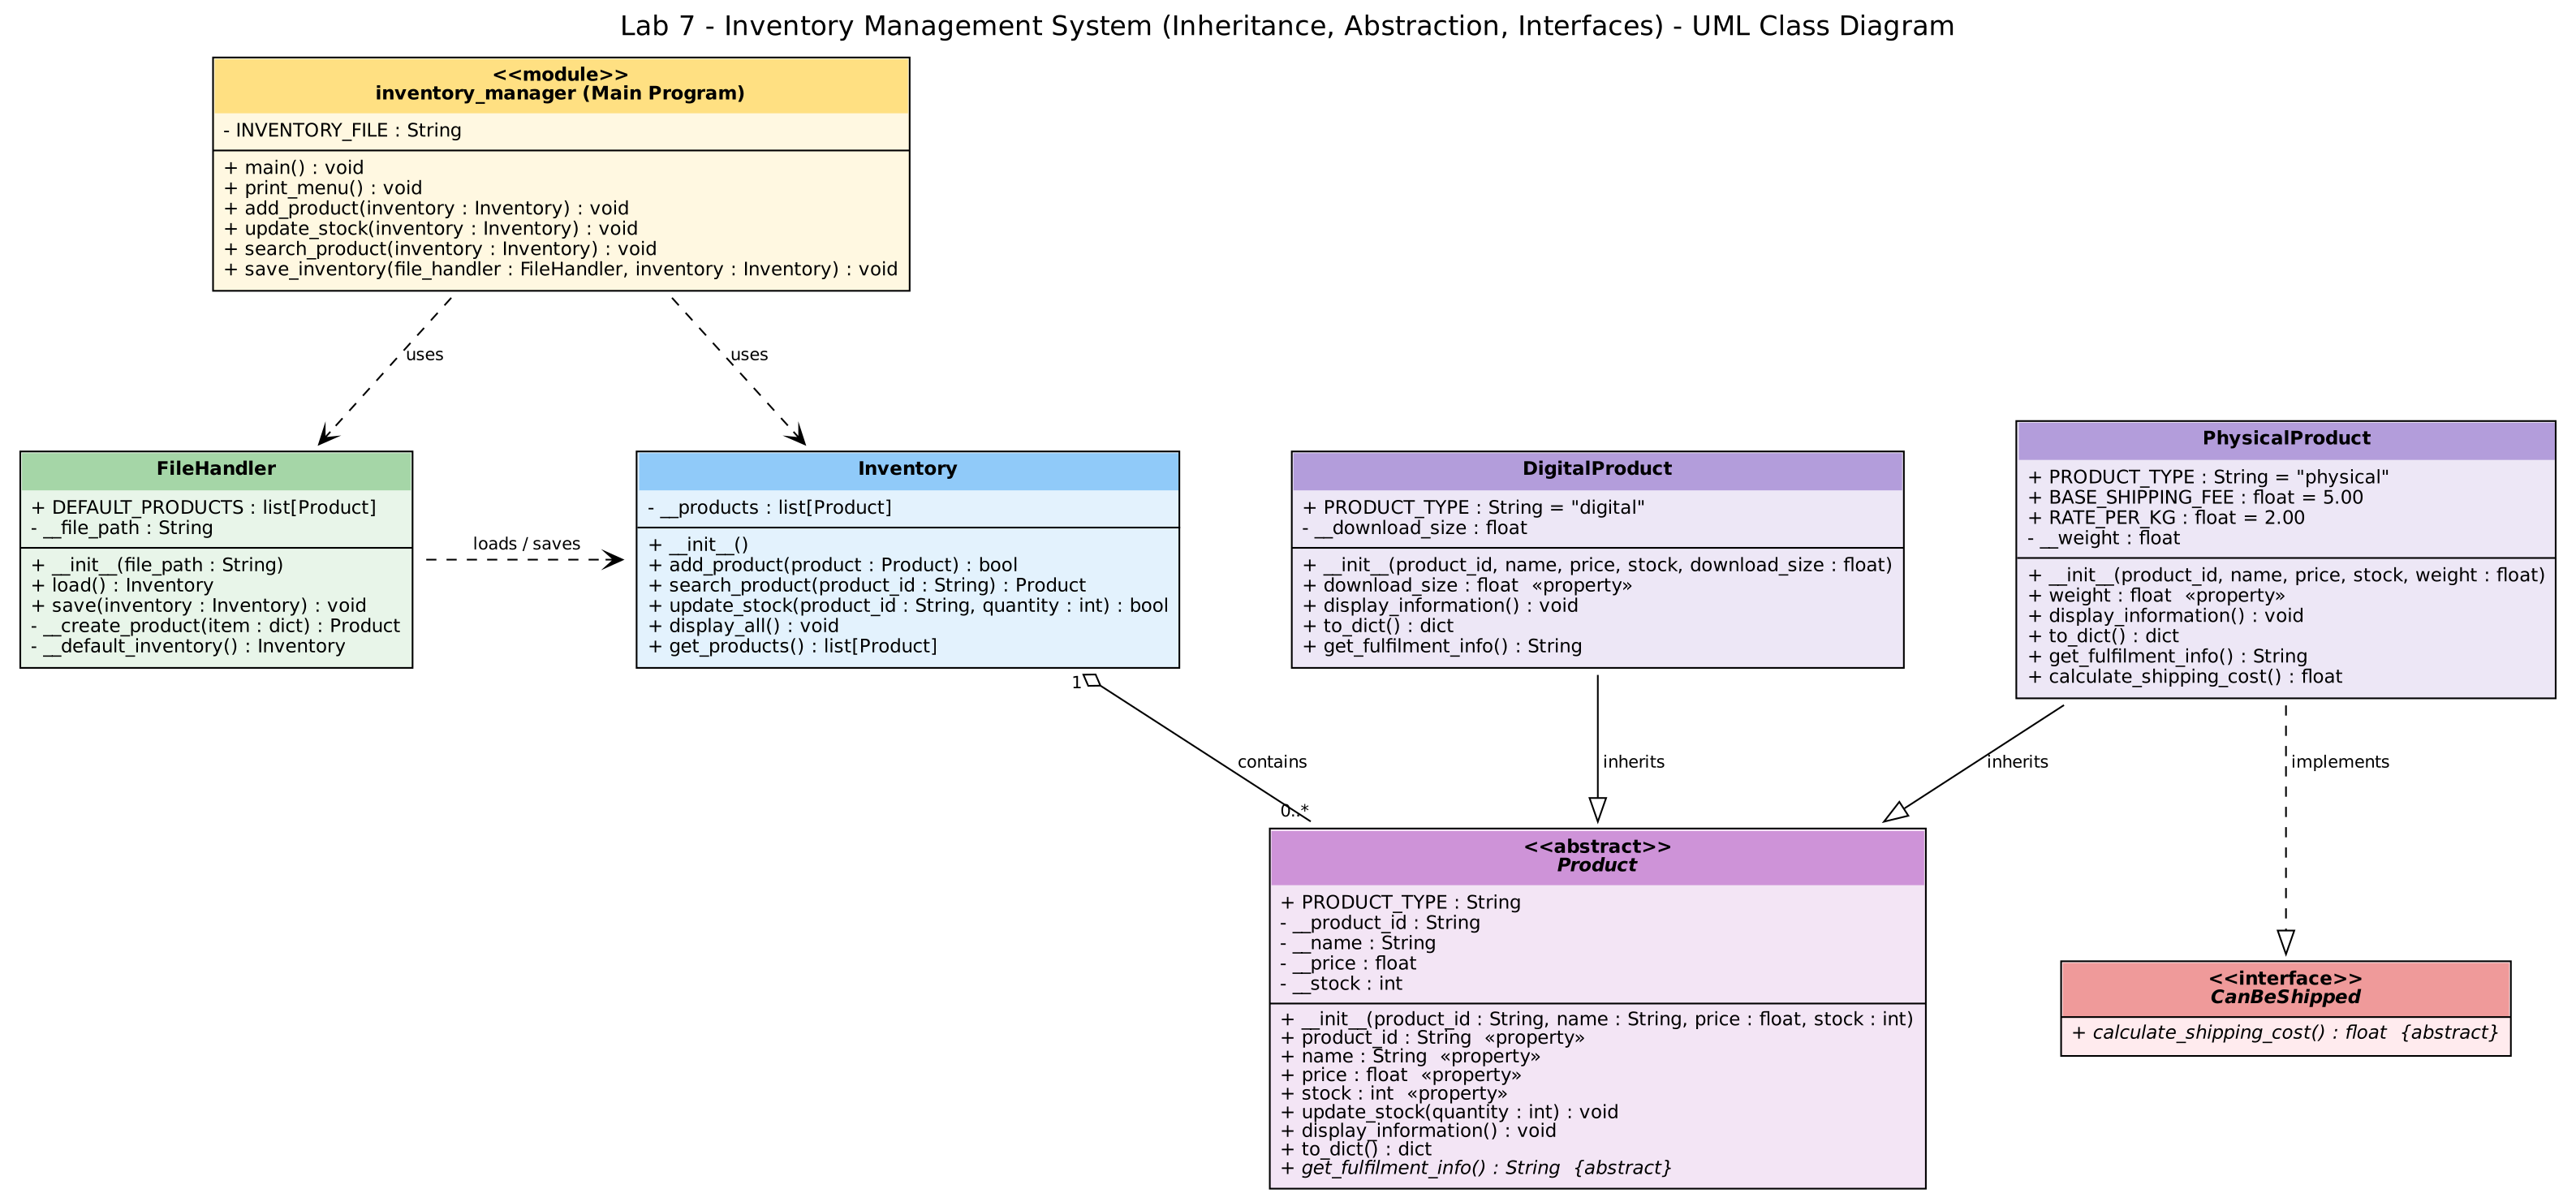 Lab 7 - Inventory Management System (Inheritance, Abstraction, Interfaces) - UML Class Diagram
<<module>>
inventory_manager (Main Program)
- INVENTORY_FILE : String
+ main() : void
+ print_menu() : void
+ add_product(inventory : Inventory) : void
+ update_stock(inventory : Inventory) : void
+ search_product(inventory : Inventory) : void
+ save_inventory(file_handler : FileHandler, inventory : Inventory) : void
uses
uses
FileHandler
+ DEFAULT_PRODUCTS : list[Product]
- __file_path : String
+ __init__(file_path : String)
+ load() : Inventory
+ save(inventory : Inventory) : void
- __create_product(item : dict) : Product
- __default_inventory() : Inventory
loads / saves
Inventory
- __products : list[Product]
+ __init__()
+ add_product(product : Product) : bool
+ search_product(product_id : String) : Product
+ update_stock(product_id : String, quantity : int) : bool
+ display_all() : void
+ get_products() : list[Product]
DigitalProduct
+ PRODUCT_TYPE : String = "digital"
- __download_size : float
+ __init__(product_id, name, price, stock, download_size : float)
+ download_size : float «property»
+ display_information() : void
+ to_dict() : dict
+ get_fulfilment_info() : String
PhysicalProduct
+ PRODUCT_TYPE : String = "physical"
+ BASE_SHIPPING_FEE : float = 5.00
+ RATE_PER_KG : float = 2.00
- __weight : float
+ __init__(product_id, name, price, stock, weight : float)
+ weight : float «property»
+ display_information() : void
+ to_dict() : dict
+ get_fulfilment_info() : String
+ calculate_shipping_cost() : float
1
contains
0..*
inherits
inherits
implements
<<abstract>>
Product
+ PRODUCT_TYPE : String
- __product_id : String
- __name : String
- __price : float
- __stock : int
+ __init__(product_id : String, name : String, price : float, stock : int)
+ product_id : String «property»
+ name : String «property»
+ price : float «property»
+ stock : int «property»
+ update_stock(quantity : int) : void
+ display_information() : void
+ to_dict() : dict
+ get_fulfilment_info() : String {abstract}
<<interface>>
CanBeShipped
+ calculate_shipping_cost() : float {abstract}